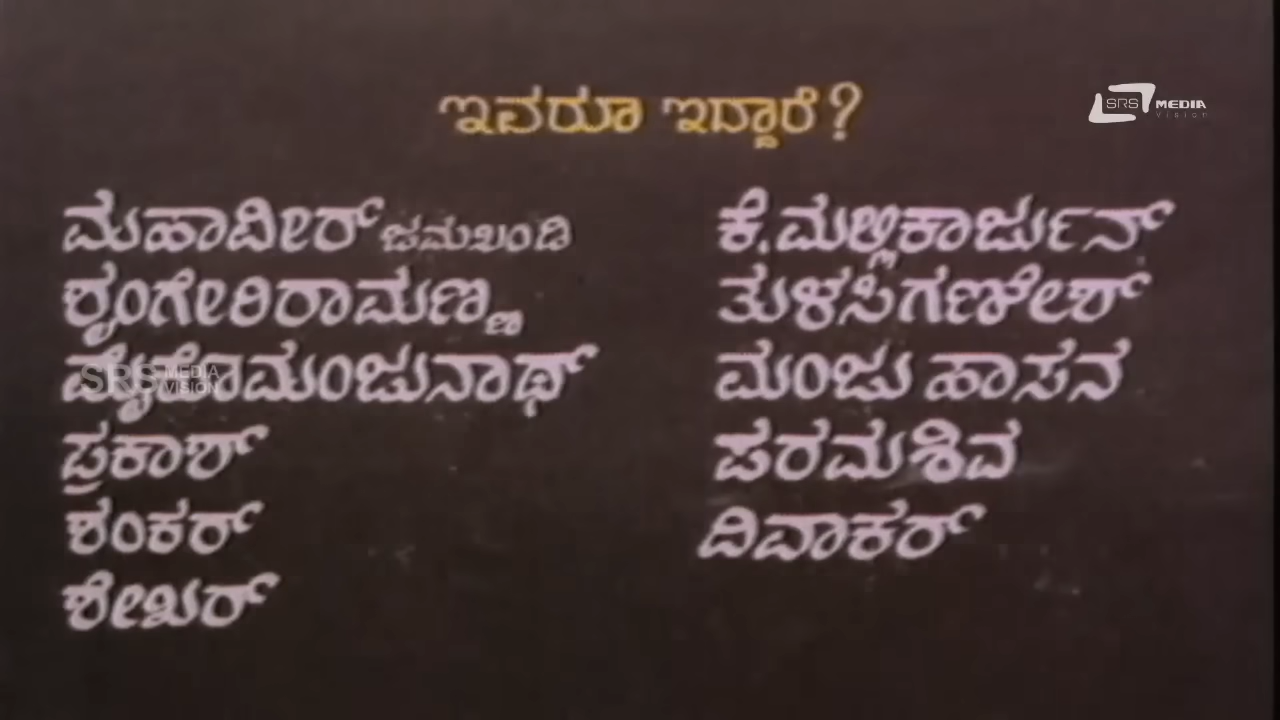 ಇವರೂ ಇದ್ದಾರೆ?
SRS MEDIA
Vision
ಮಹಾವೀರ್ ಜಮಖಂಡಿ
ಶೃಂಗೇರಿರಾಮಣ್ಣ
ಮೈಕೊಮಂಜುನಾಥ್
SRS MEDIA
VISION
ಪ್ರಕಾಶ್
ಶಂಕರ್
ಶೇಖರ್
ಕೆ.ಮಲ್ಲಿಕಾರ್ಜುನ್
ತುಳಸಿಗಣೇಶ್
ಮಂಜು ಹಾಸನ
ಪರಮಶಿವ
ದಿವಾಕರ್